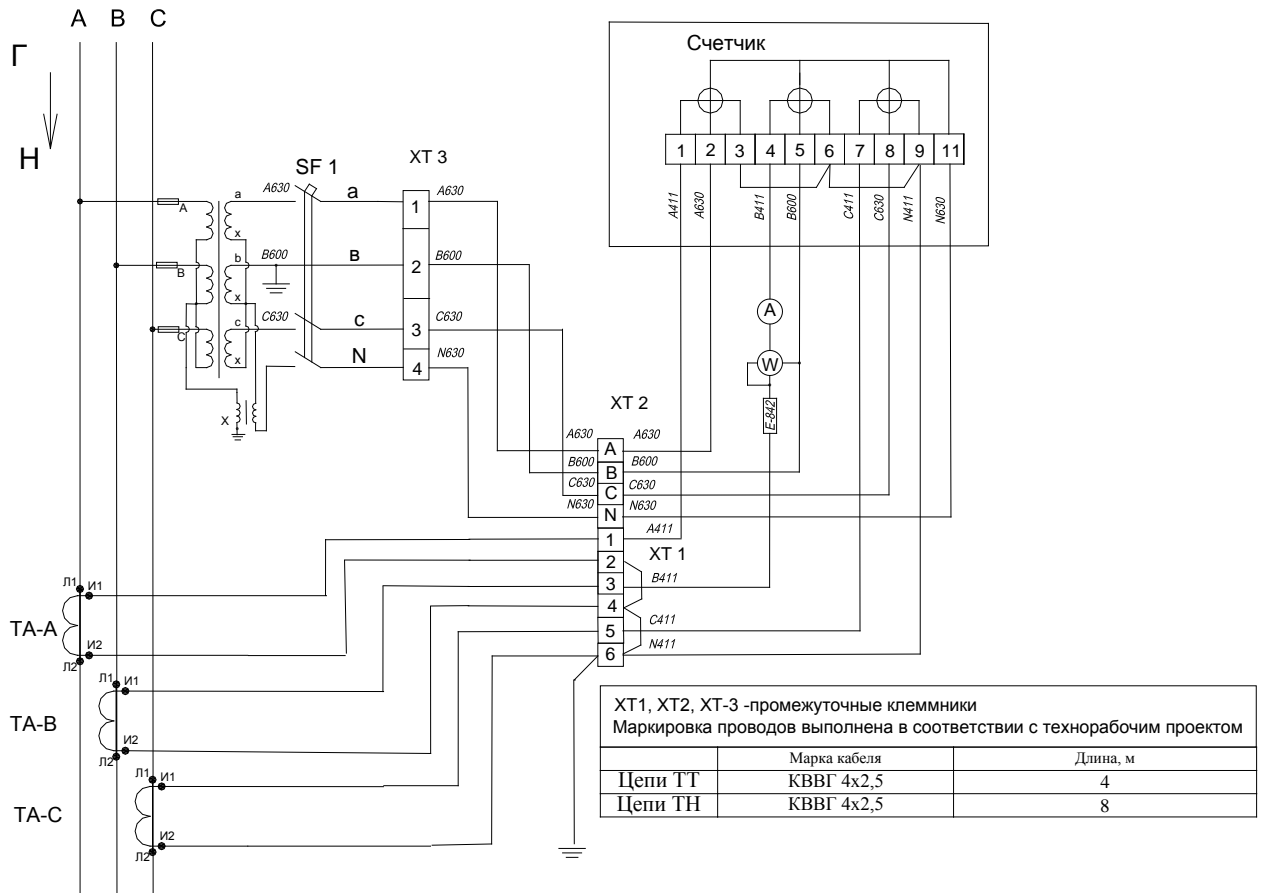 A B C
Г
Н
Счетчик
1 2 3 4 5 6 7 8 9 11
A411
A630
B411
B600
C411
C630
N411
N630
SF 1
XT 3
A
a
x
A630
a
1
A630
B
b
x
B600
в
2
B600
C
c
x
C630
c
3
C630
N
4
N630
X
A
W
E-842
XT 2
A630 A A630
B600 B B600
C630 C C630
N630 N N630
1 A411
2 XT 1
3 B411
4
5 C411
6 N411
Л1 И1
TA-A
И2
Л2
Л1 И1
TA-B
И2
Л2
Л1 И1
TA-C
И2
Л2
XT1, XT2, XT-3 -промежуточные клеммники
Маркировка проводов выполнена в соответствии с технорабочим проектом
Марка кабеля Длина, м
Цепи ТТ КВВГ 4х2,5 4
Цепи ТН КВВГ 4х2,5 8